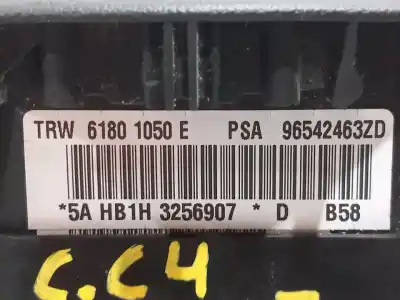 TRW 6180 1050 E PSA 96542463ZD
*5A HB1H 3256907 * D B58
C.C4